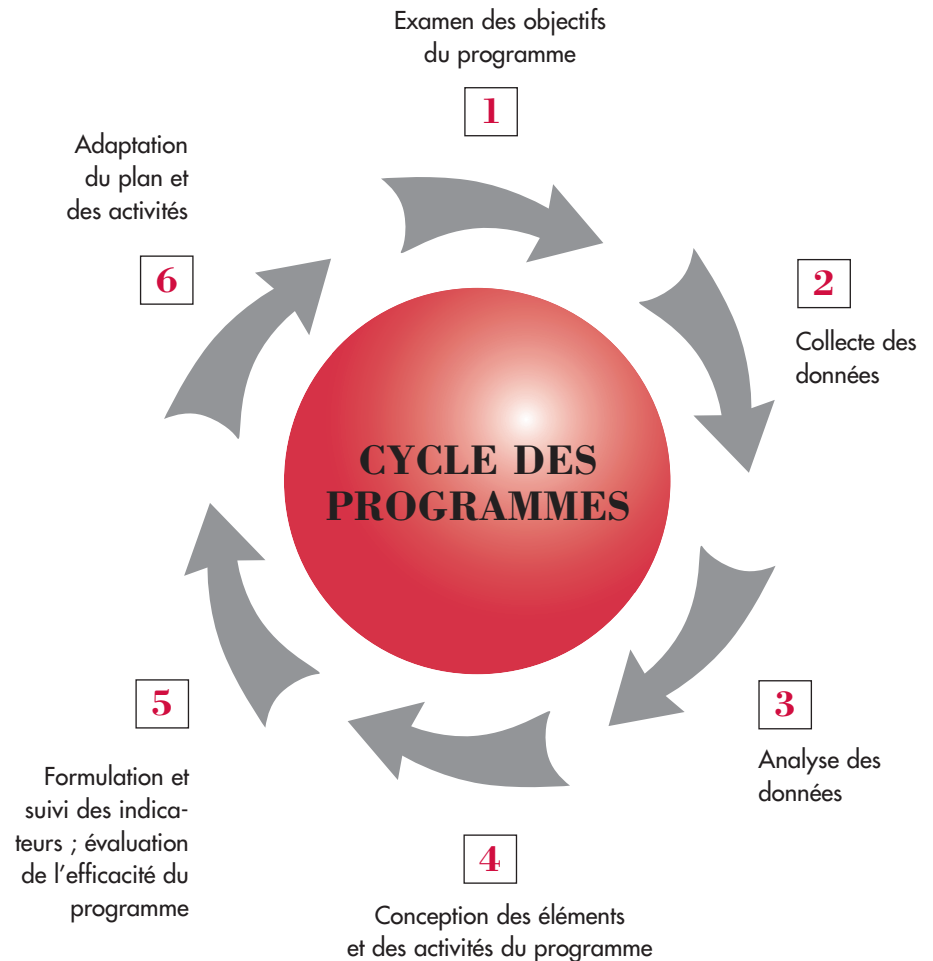 Examen des objectifs
du programme
1
2
Collecte des
données
3
Analyse des
données
4
Conception des éléments
et des activités du programme
5
Formulation et
suivi des indica-
teurs ; évaluation
de l'efficacité du
programme
Adaptation
du plan et
des activités
6
CYCLE DES
PROGRAMMES